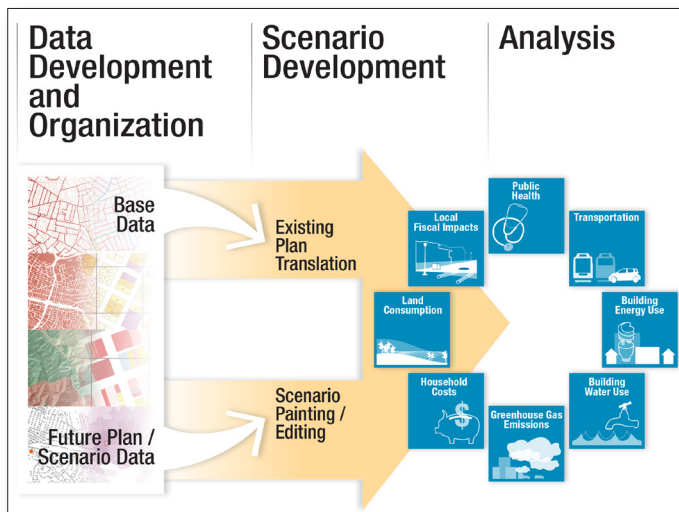 Data
Development
and
Organization
Scenario
Development
Analysis
Base
Data
Future Plan /
Scenario Data
Existing
Plan
Translation
Scenario
Painting /
Editing
Public
Health
Transportation
Building
Energy Use
Building
Water Use
Greenhouse Gas
Emissions
Household
Costs
Land
Consumption
Local
Fiscal Impacts